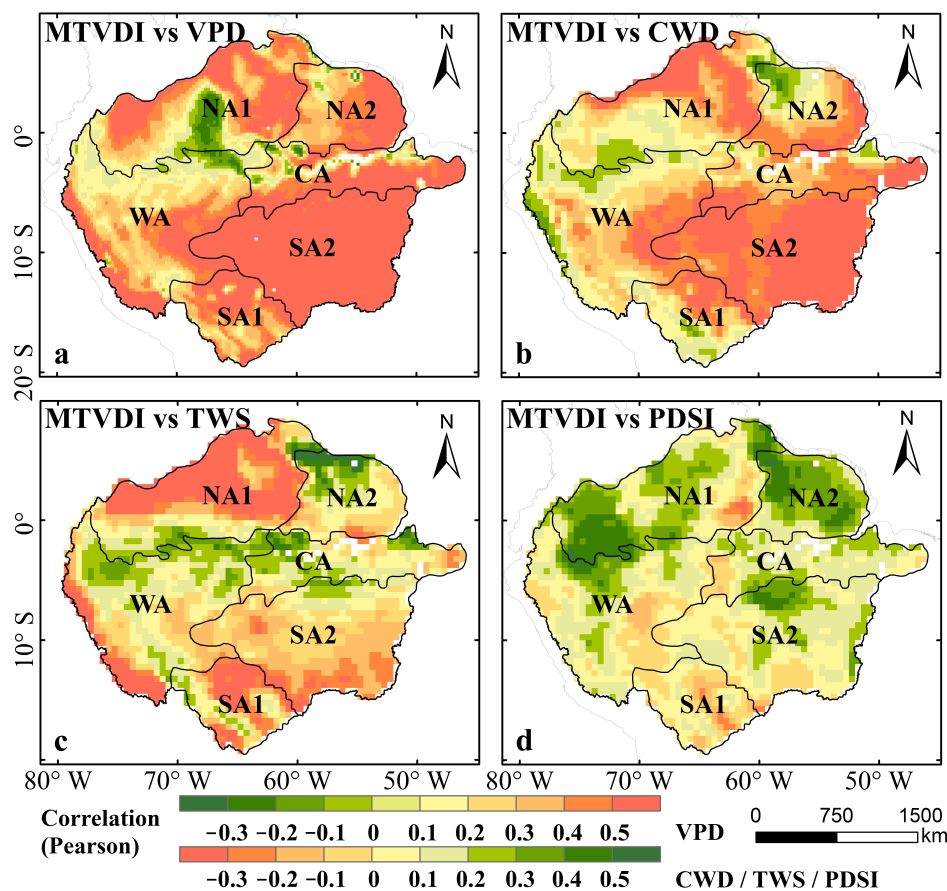 MTVDI vs VPD
N
NA1
NA2
CA
WA
SA2
SA1
a
MTVDI vs CWD
N
NA1
NA2
CA
WA
SA2
SA1
b
0°
10° S
20° S
MTVDI vs TWS
N
NA1
NA2
CA
WA
SA2
SA1
c
MTVDI vs PDSI
N
NA1
NA2
CA
WA
SA2
SA1
d
0°
10° S
80° W 70° W 60° W 50° W 80° W 70° W 60° W 50° W
Correlation
(Pearson)
−0.3 −0.2 −0.1 0 0.1 0.2 0.3 0.4 0.5
VPD
−0.3 −0.2 −0.1 0 0.1 0.2 0.3 0.4 0.5
CWD / TWS / PDSI
0 750 1500
km